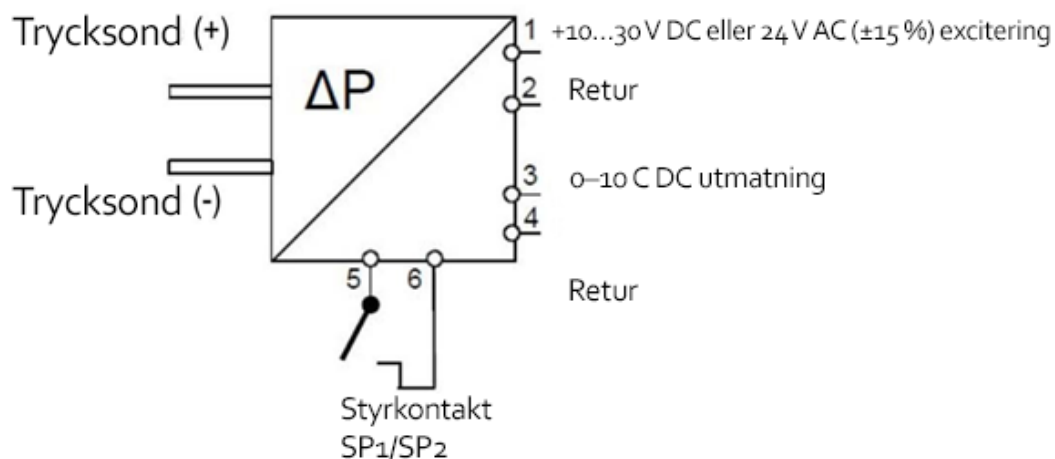 Trycksond (+)
ΔP
1 +10...30 V DC eller 24 V AC (±15 %) excitering
2 Retur
3 0–10 C DC utmatning
Trycksond (-)
4
5 6
Retur
Styrkontakt
SP1/SP2